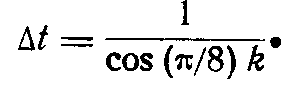 Δt = 1 / cos (π/8) k•